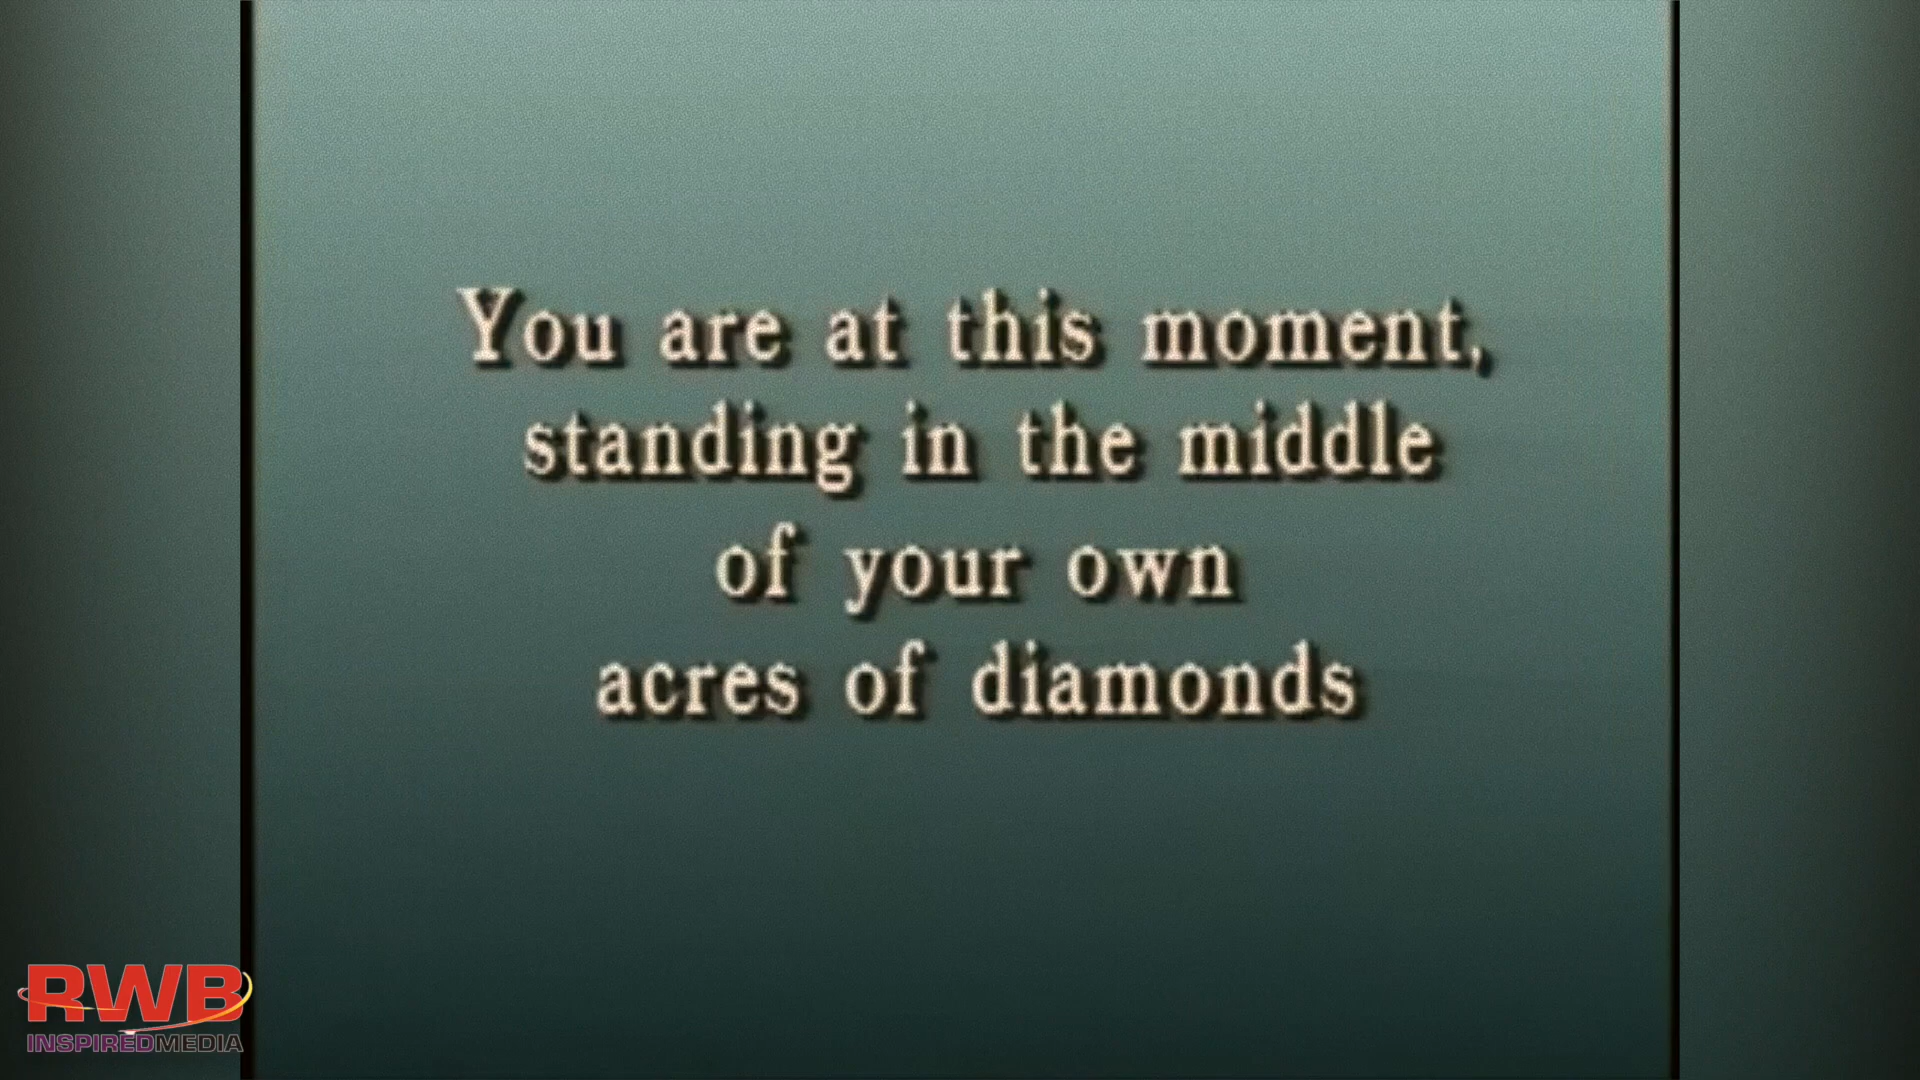 You are at this moment,
standing in the middle
of your own
acres of diamonds
RWB
INSPIREDMEDIA